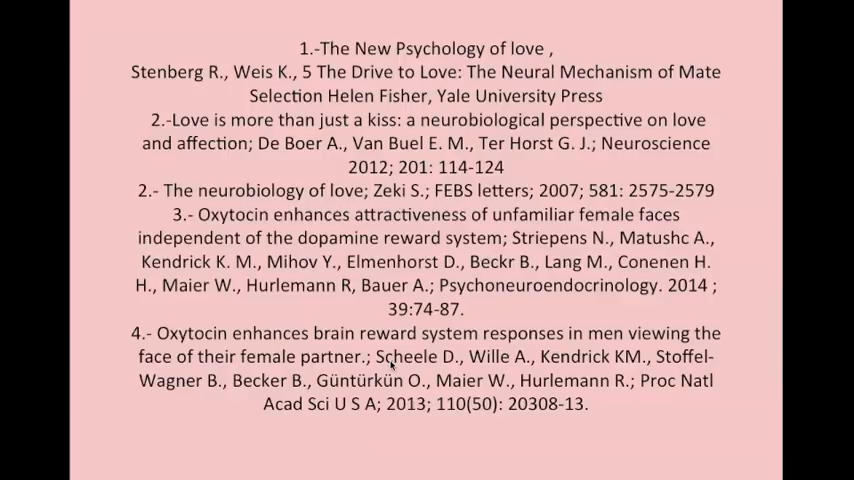 1.-The New Psychology of love ,
Stenberg R., Weis K., 5 The Drive to Love: The Neural Mechanism of Mate
Selection Helen Fisher, Yale University Press
2.-Love is more than just a kiss: a neurobiological perspective on love
and affection; De Boer A., Van Buel E. M., Ter Horst G. J.; Neuroscience
2012; 201: 114-124
2.- The neurobiology of love; Zeki S.; FEBS letters; 2007; 581: 2575-2579
3.- Oxytocin enhances attractiveness of unfamiliar female faces
independent of the dopamine reward system; Striepens N., Matushc A.,
Kendrick K. M., Mihov Y., Elmenhorst D., Beckr B., Lang M., Conenen H.
H., Maier W., Hurlemann R, Bauer A.; Psychoneuroendocrinology. 2014 ;
39:74-87.
4.- Oxytocin enhances brain reward system responses in men viewing the
face of their female partner.; Scheele D., Wille A., Kendrick KM., Stoffel-
Wagner B., Becker B., Güntürkün O., Maier W., Hurlemann R.; Proc Natl
Acad Sci U S A; 2013; 110(50): 20308-13.